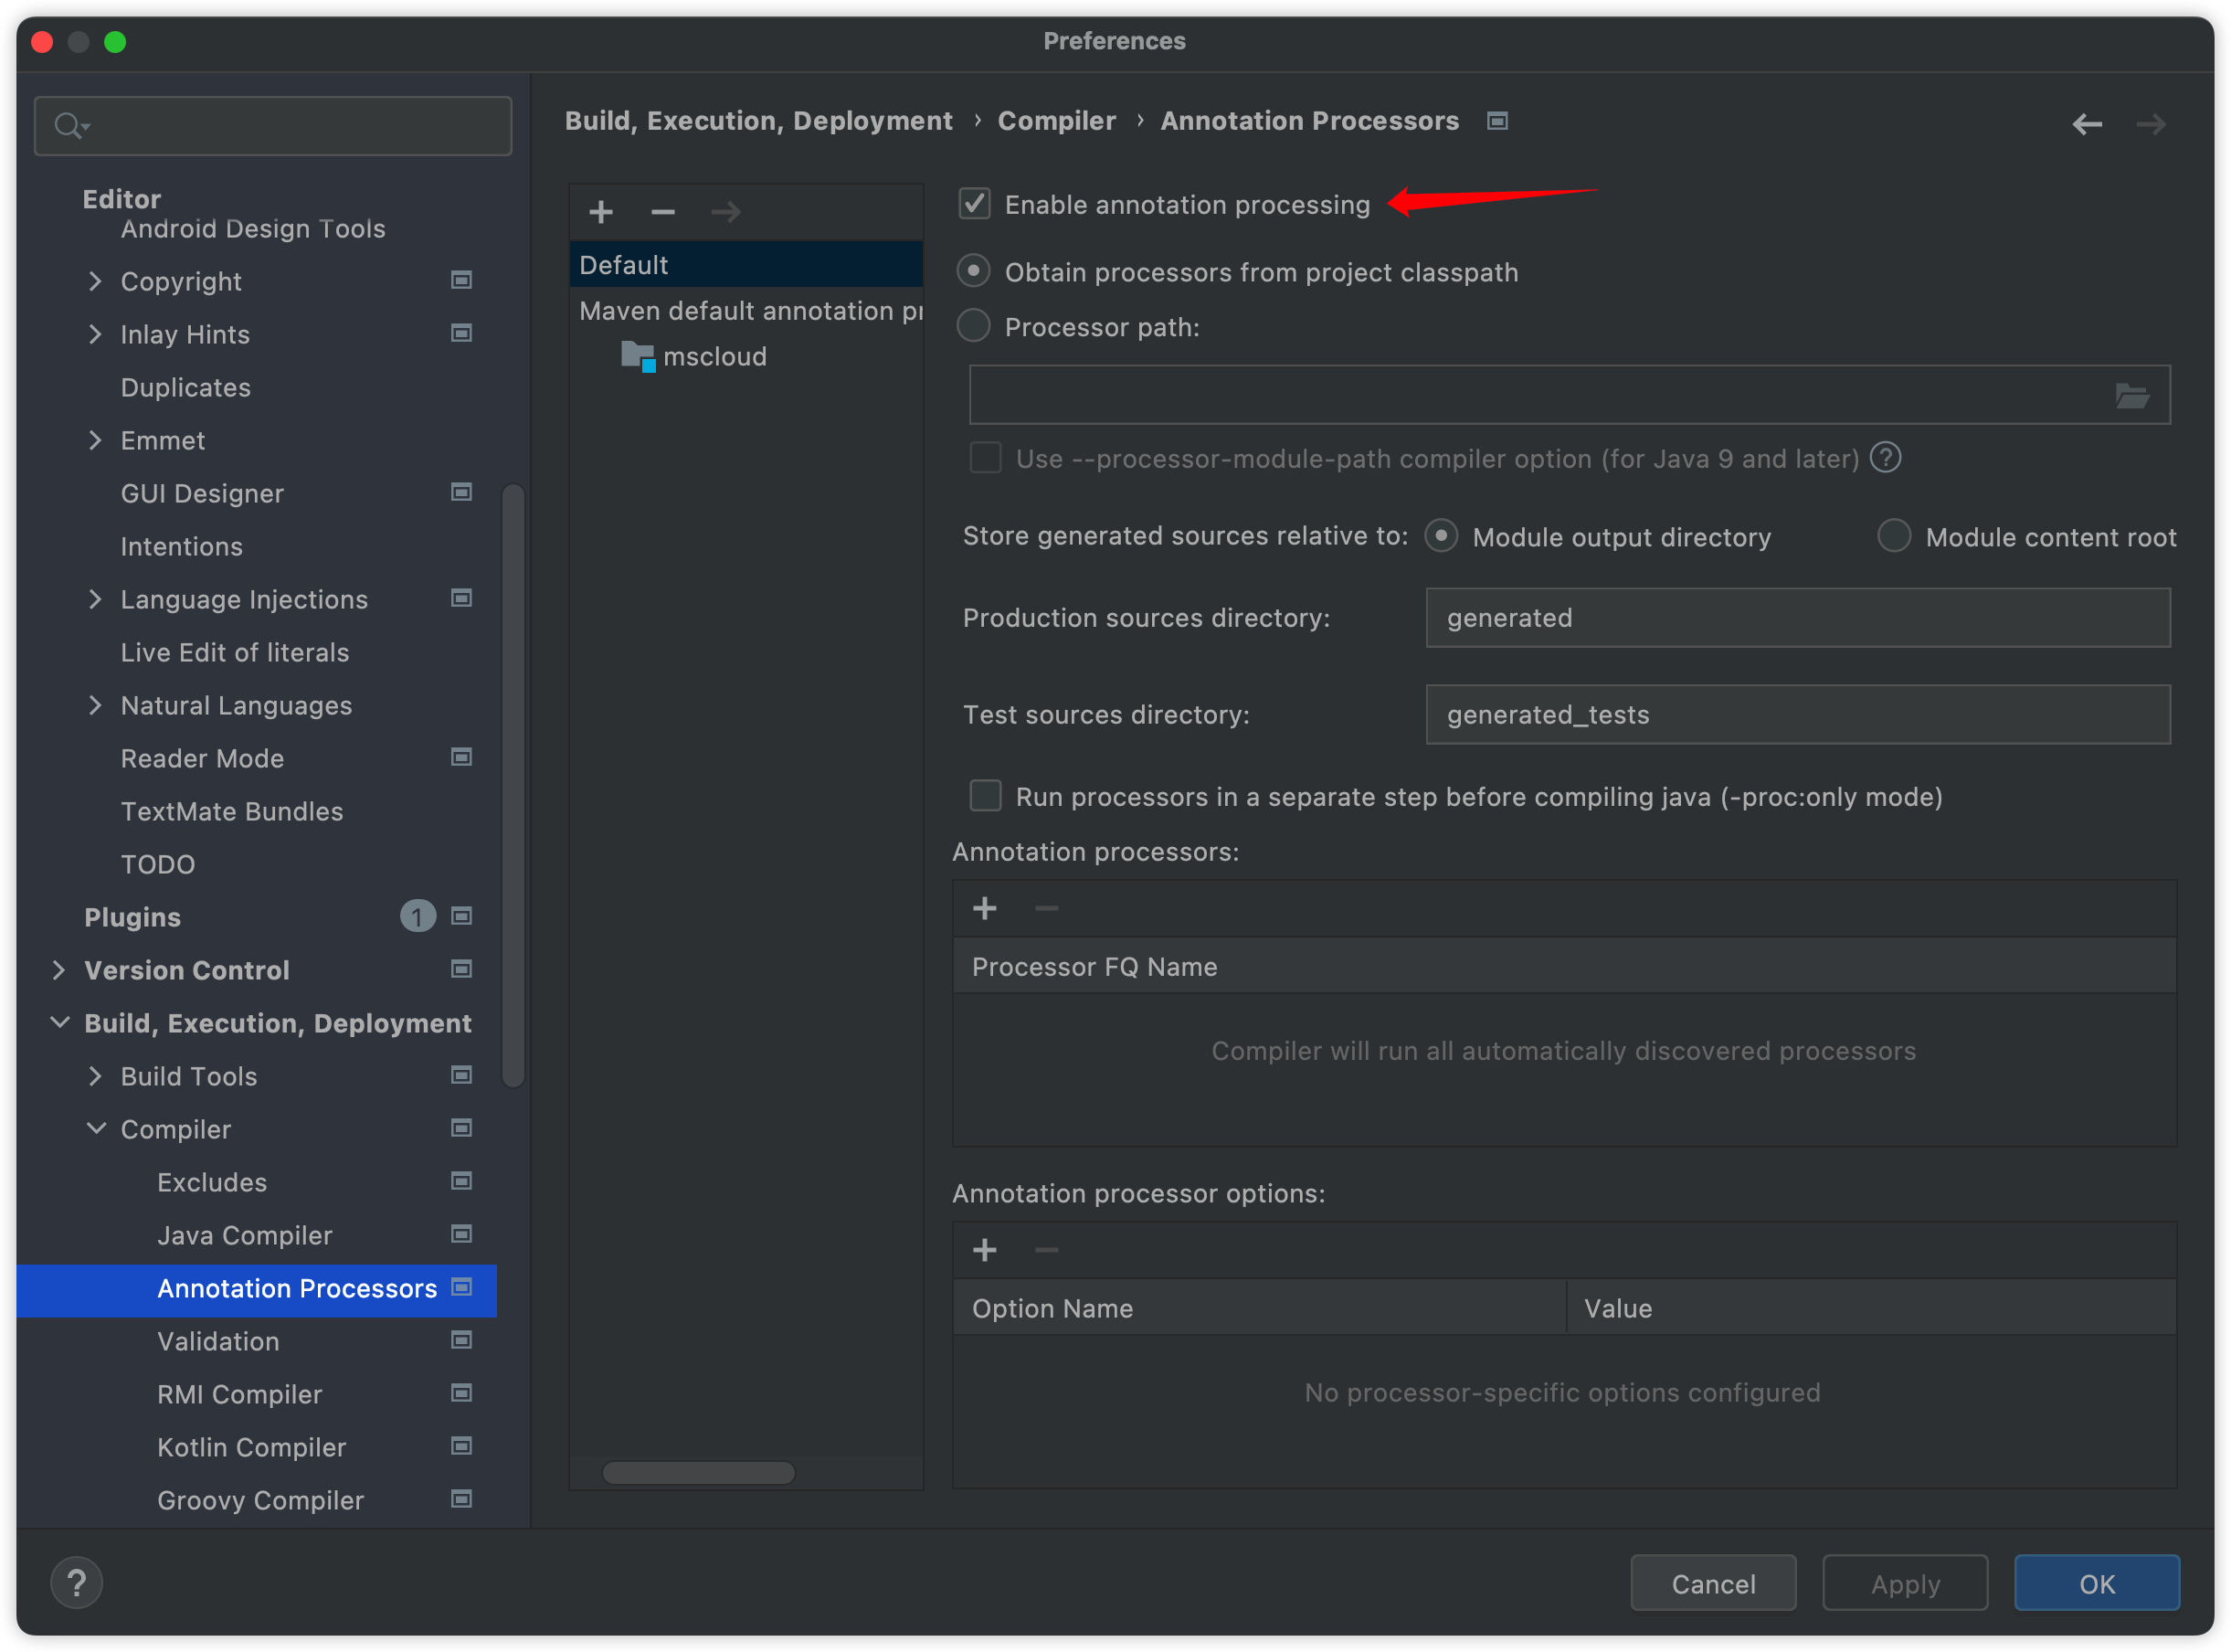 Preferences
Editor
Android Design Tools
Copyright
Inlay Hints
Duplicates
Emmet
GUI Designer
Intentions
Language Injections
Live Edit of literals
Natural Languages
Reader Mode
TextMate Bundles
TODO
Plugins 1
Version Control
Build, Execution, Deployment
Build Tools
Compiler
Excludes
Java Compiler
Annotation Processors
Validation
RMI Compiler
Kotlin Compiler
Groovy Compiler
Build, Execution, Deployment › Compiler › Annotation Processors
Default
Maven default annotation pr
mscloud
Enable annotation processing
Obtain processors from project classpath
Processor path:
Use --processor-module-path compiler option (for Java 9 and later) ?
Store generated sources relative to: Module output directory Module content root
Production sources directory: generated
Test sources directory: generated_tests
Run processors in a separate step before compiling java (-proc:only mode)
Annotation processors:
Processor FQ Name
Compiler will run all automatically discovered processors
Annotation processor options:
Option Name Value
No processor-specific options configured
? Cancel Apply OK